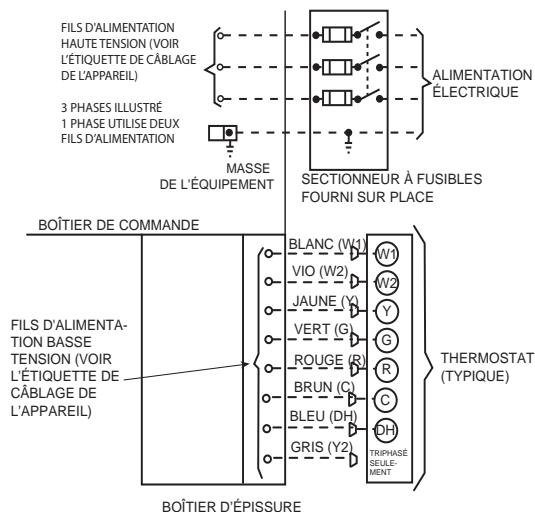 FILS D'ALIMENTATION
HAUTE TENSION (VOIR
L'ÉTIQUETTE DE CÂBLAGE
DE L'APPAREIL)
3 PHASES ILLUSTRÉ
1 PHASE UTILISE DEUX
FILS D'ALIMENTATION
ALIMENTATION
ÉLECTRIQUE
MASSE
DE L'ÉQUIPEMENT
SECTIONNEUR À FUSIBLES
FOURNI SUR PLACE
BOÎTIER DE COMMANDE
BLANC (W1)
W1
VIO (W2)
W2
JAUNE (Y)
Y
VERT (G)
G
ROUGE (R)
R
BRUN (C)
C
BLEU (DH)
DH
GRIS (Y2)
TRIPHASÉ
SEULE-
MENT
FILS D'ALIMENTA-
TION BASSE
TENSION (VOIR
L'ÉTIQUETTE DE
CÂBLAGE DE
L'APPAREIL)
THERMOSTAT
(TYPIQUE)
BOÎTIER D'ÉPISSURE